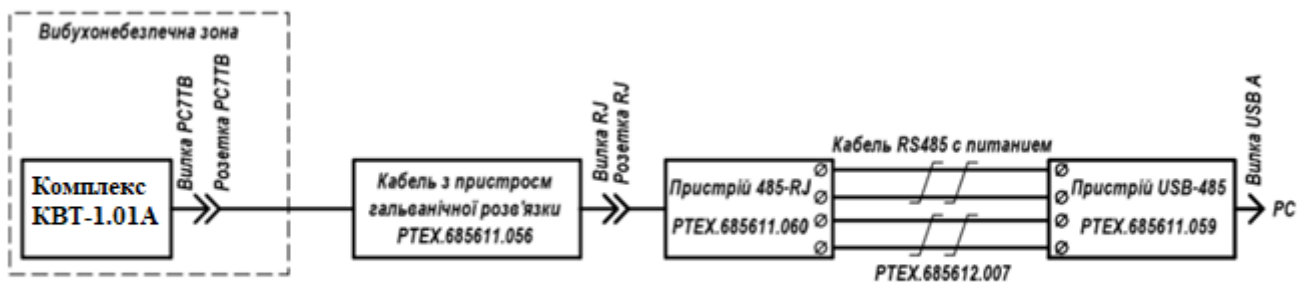 Вибухонебезпечна зона
Вилка РС7ТВ
Розетка РС7ТВ
Комплекс
КВТ-1.01А
Кабель з пристроєм
гальванічної розв'язки
РТЕХ.685611.056
Вилка RJ
Розетка RJ
Пристрій 485-RJ
РТЕХ.685611.060
Кабель RS485 с питанием
РТЕХ.685612.007
Пристрій USB-485
РТЕХ.685611.059
Вилка USB A
PC